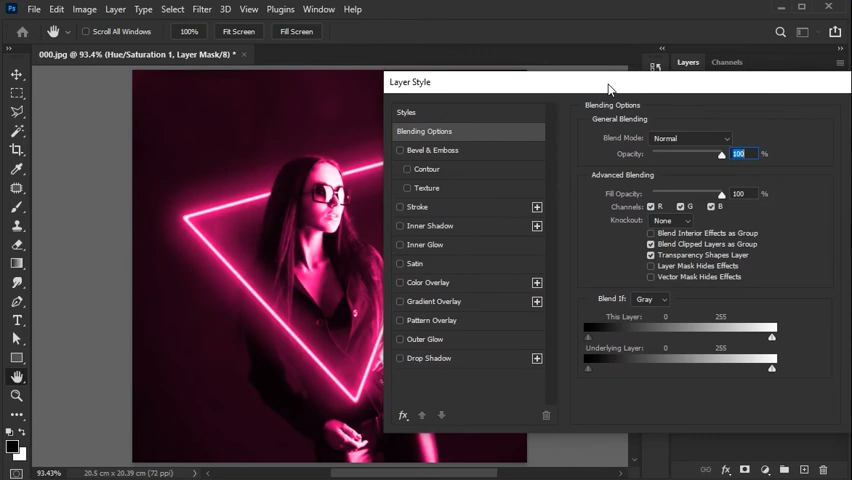 Ps File Edit Image Layer Type Select Filter 3D View Plugins Window Help
Scroll All Windows 100% Fit Screen Fill Screen
000.jpg @ 93.4% (Hue/Saturation 1, Layer Mask/8) *
Layers Channels
Layer Style
Styles
Blending Options
Bevel & Emboss
Contour
Texture
Stroke
Inner Shadow
Inner Glow
Satin
Color Overlay
Gradient Overlay
Pattern Overlay
Outer Glow
Drop Shadow
fx
Blending Options
General Blending
Blend Mode: Normal
Opacity: 100 %
Advanced Blending
Fill Opacity: 100 %
Channels: R G B
Knockout: None
Blend Interior Effects as Group
Blend Clipped Layers as Group
Transparency Shapes Layer
Layer Mask Hides Effects
Vector Mask Hides Effects
Blend If: Gray
This Layer: 0 255
Underlying Layer: 0 255
93.43% 20.5 cm x 20.39 cm (72 ppi)
fx